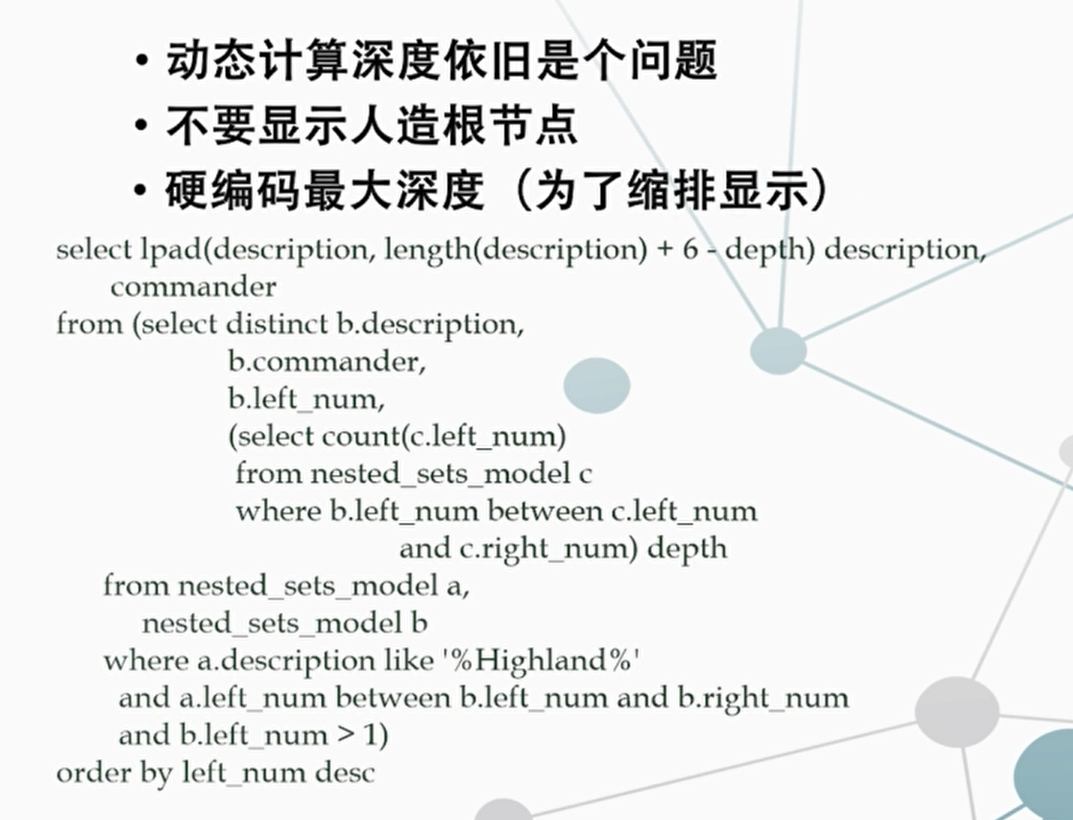 • 动态计算深度依旧是个问题
• 不要显示人造根节点
• 硬编码最大深度（为了缩排显示）
select lpad(description, length(description) + 6 - depth) description,
commander
from (select distinct b.description,
b.commander,
b.left_num,
(select count(c.left_num)
from nested_sets_model c
where b.left_num between c.left_num
and c.right_num) depth
from nested_sets_model a,
nested_sets_model b
where a.description like '%Highland%'
and a.left_num between b.left_num and b.right_num
and b.left_num > 1)
order by left_num desc